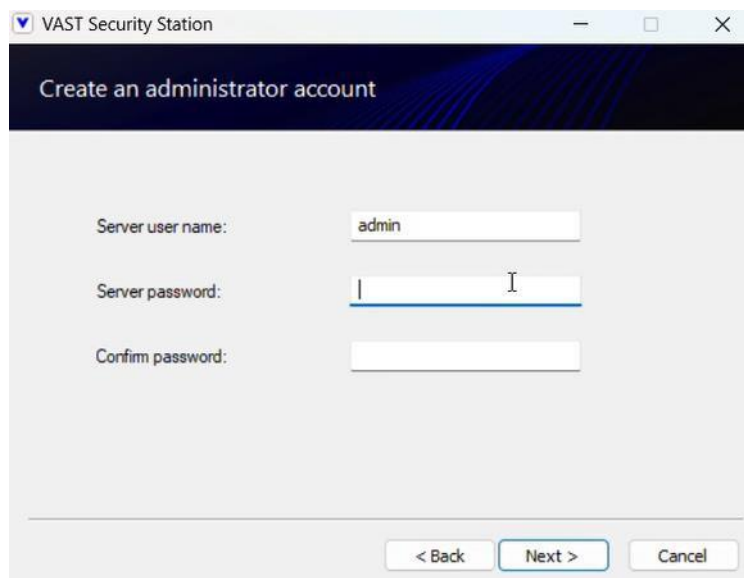 VAST Security Station
Create an administrator account
Server user name: admin
Server password:
Confirm password:
< Back Next > Cancel